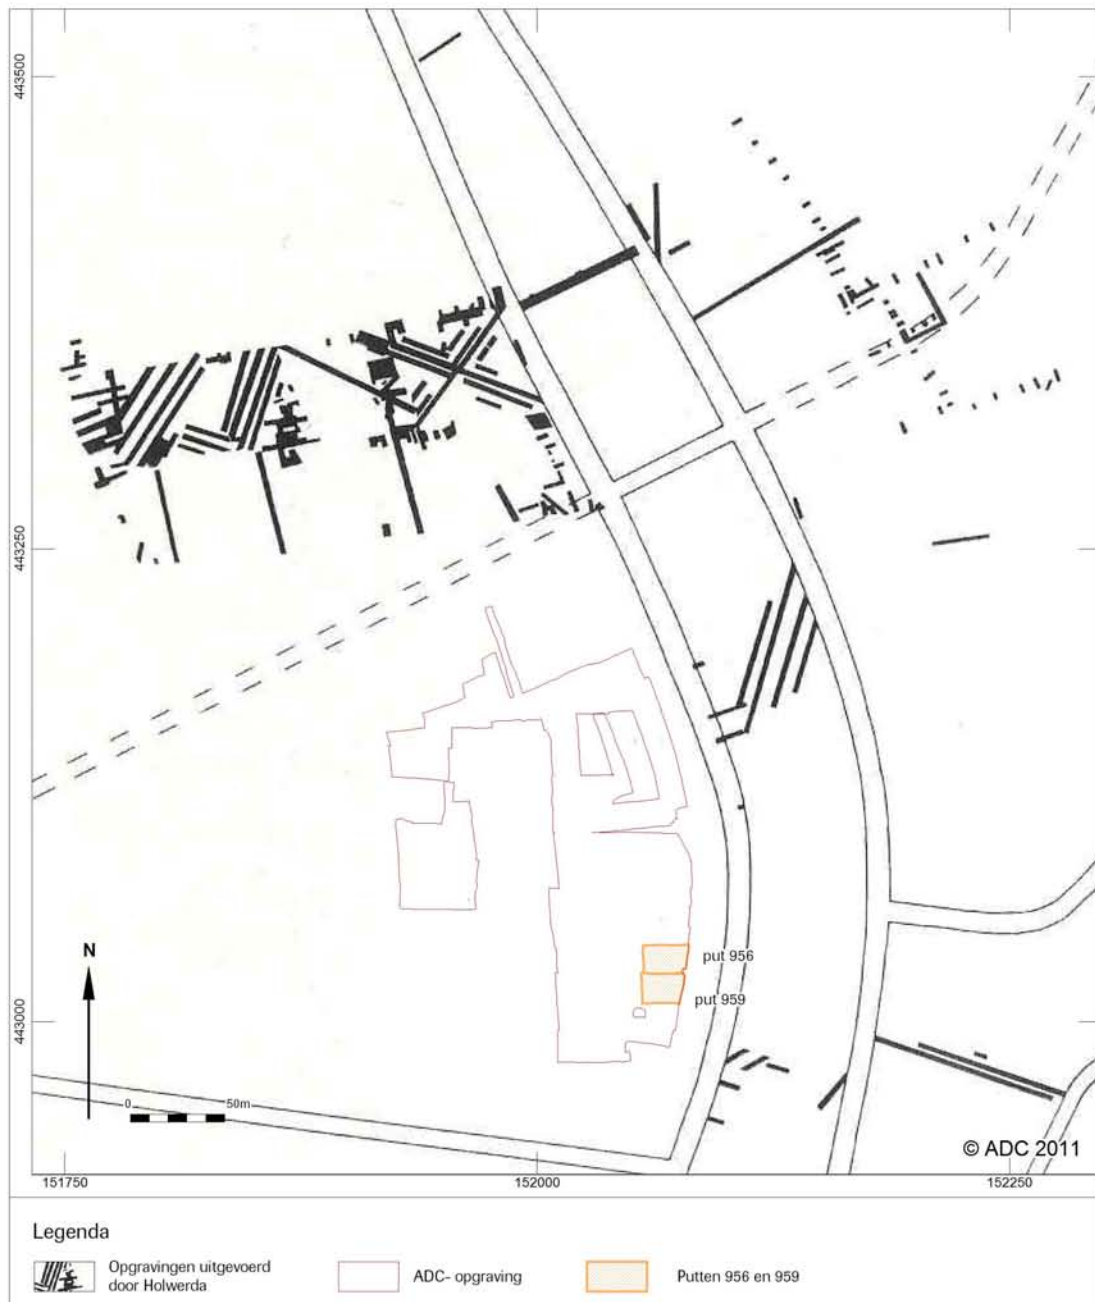 443500
443250
443000
N
0 50m
put 956
put 959
© ADC 2011
151750 152000 152250
Legenda
Opgravingen uitgevoerd
door Holwerda
ADC- opgraving
Putten 956 en 959